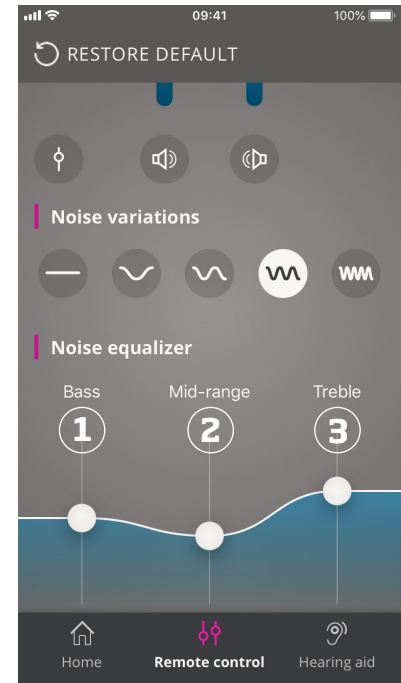 09:41
100%
RESTORE DEFAULT
Noise variations
Noise equalizer
Bass Mid-range Treble
1 2 3
Home Remote control Hearing aid